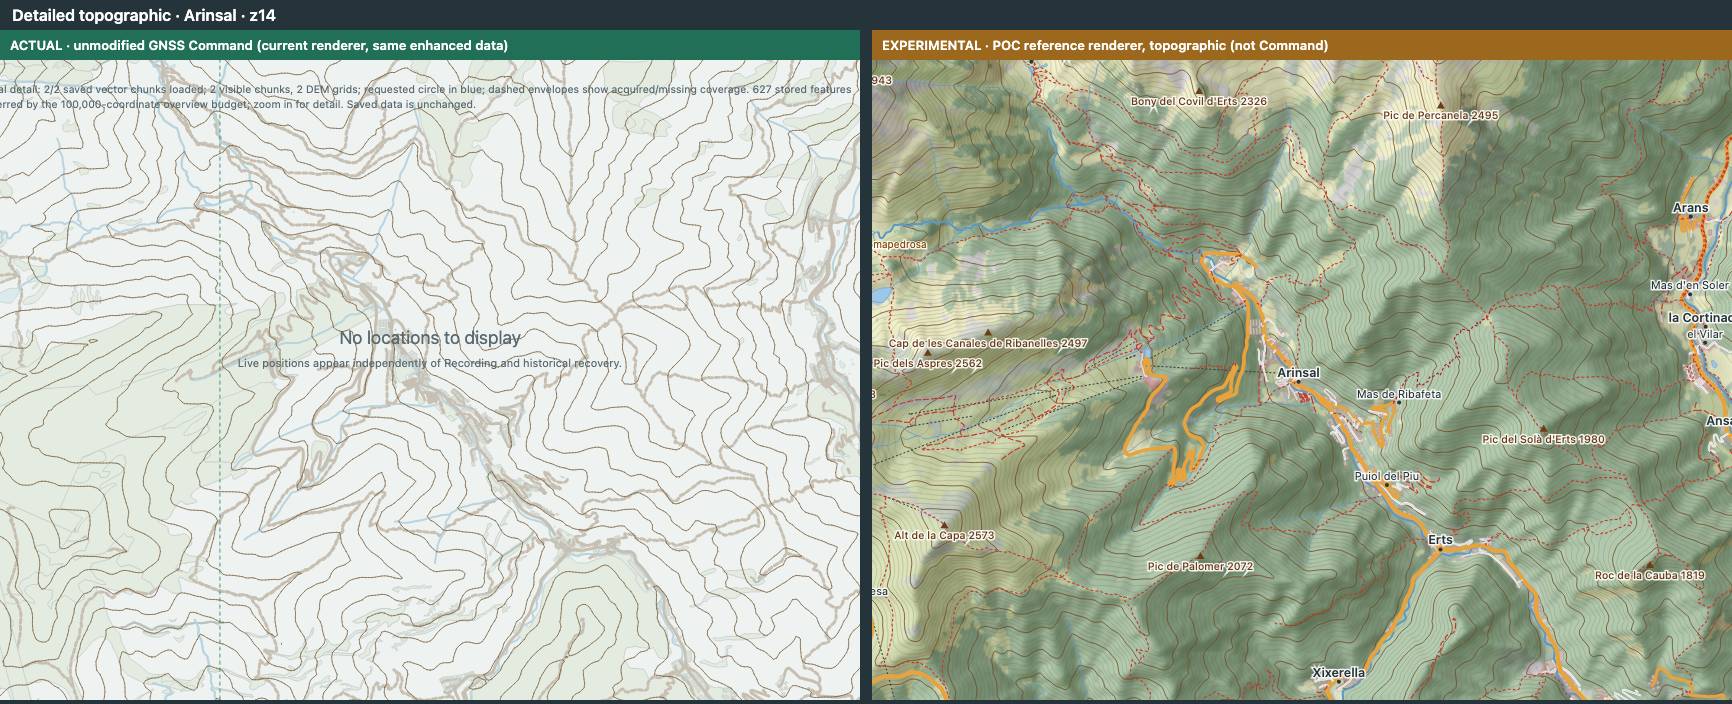 Detailed topographic · Arinsal · z14
ACTUAL · unmodified GNSS Command (current renderer, same enhanced data)
al detail: 2/2 saved vector chunks loaded; 2 visible chunks, 2 DEM grids; requested circle in blue; dashed envelopes show acquired/missing coverage. 627 stored features
erred by the 100,000-coordinate overview budget; zoom in for detail. Saved data is unchanged.
No locations to display
Live positions appear independently of Recording and historical recovery.
EXPERIMENTAL · POC reference renderer, topographic (not Command)
943
Bony del Covil d'Erts 2326
Pic de Percanela 2495
Arans
mapedrosa
Mas d'en Soler
la Cortinad
el Vilar
Cap de les Canales de Ribanelles 2497
Pic dels Aspres 2562
Arinsal
Mas de Ribafeta
Ansa
Pic del Solà d'Erts 1980
Puiol del Piu
Alt de la Capa 2573
Erts
Pic de Palomer 2072
Roc de la Cauba 1819
esa
Xixerella